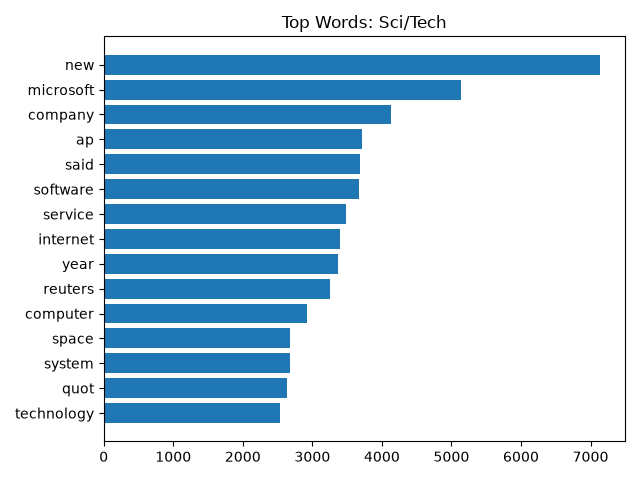 Top Words: Sci/Tech
new
microsoft
company
ap
said
software
service
internet
year
reuters
computer
space
system
quot
technology
0 1000 2000 3000 4000 5000 6000 7000